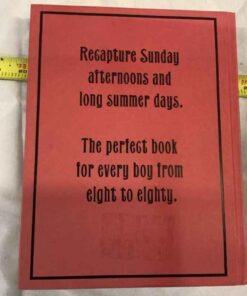 Recapture Sunday
afternoons and
long summer days.
The perfect book
for every boy from
eight to eighty.